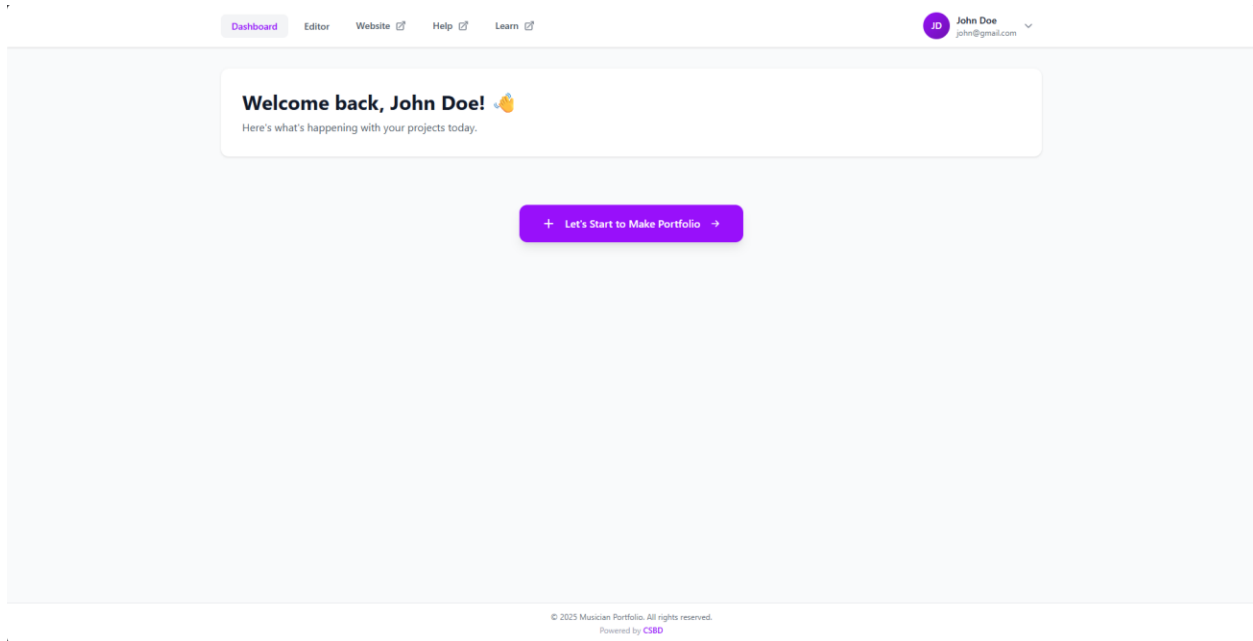 Dashboard Editor Website Help Learn
JD
John Doe
john@gmail.com
Welcome back, John Doe! 👋
Here's what's happening with your projects today.
+ Let's Start to Make Portfolio →
© 2025 Musician Portfolio. All rights reserved.
Powered by CSBD